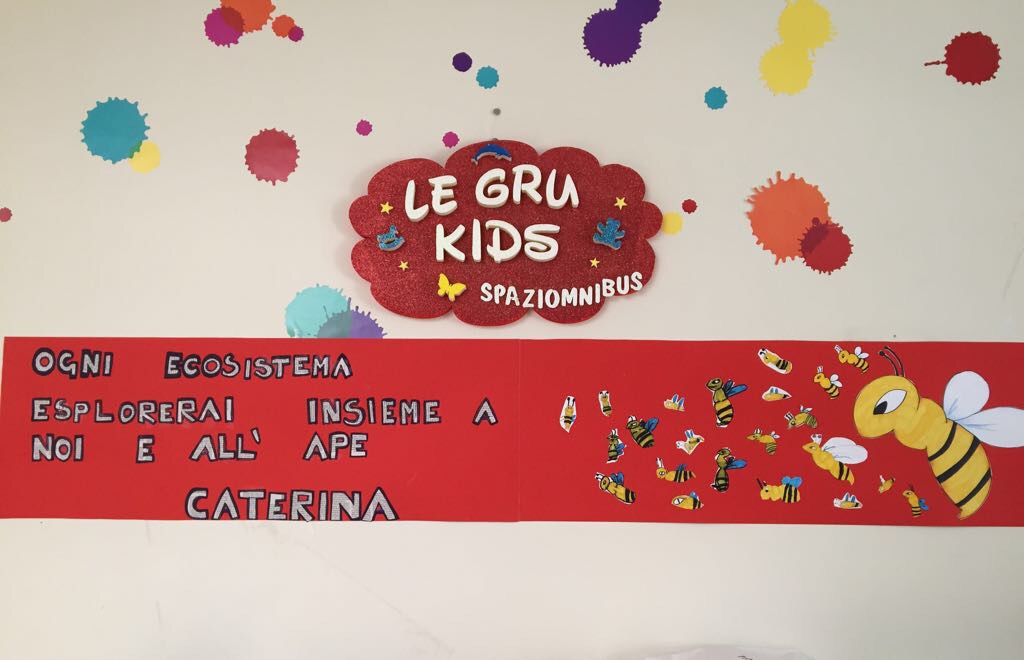 LE GRU
KIDS
SPAZIOMNIBUS
OGNI ECOSISTEMA
ESPLORERAI INSIEME A
NOI E ALL' APE
CATERINA